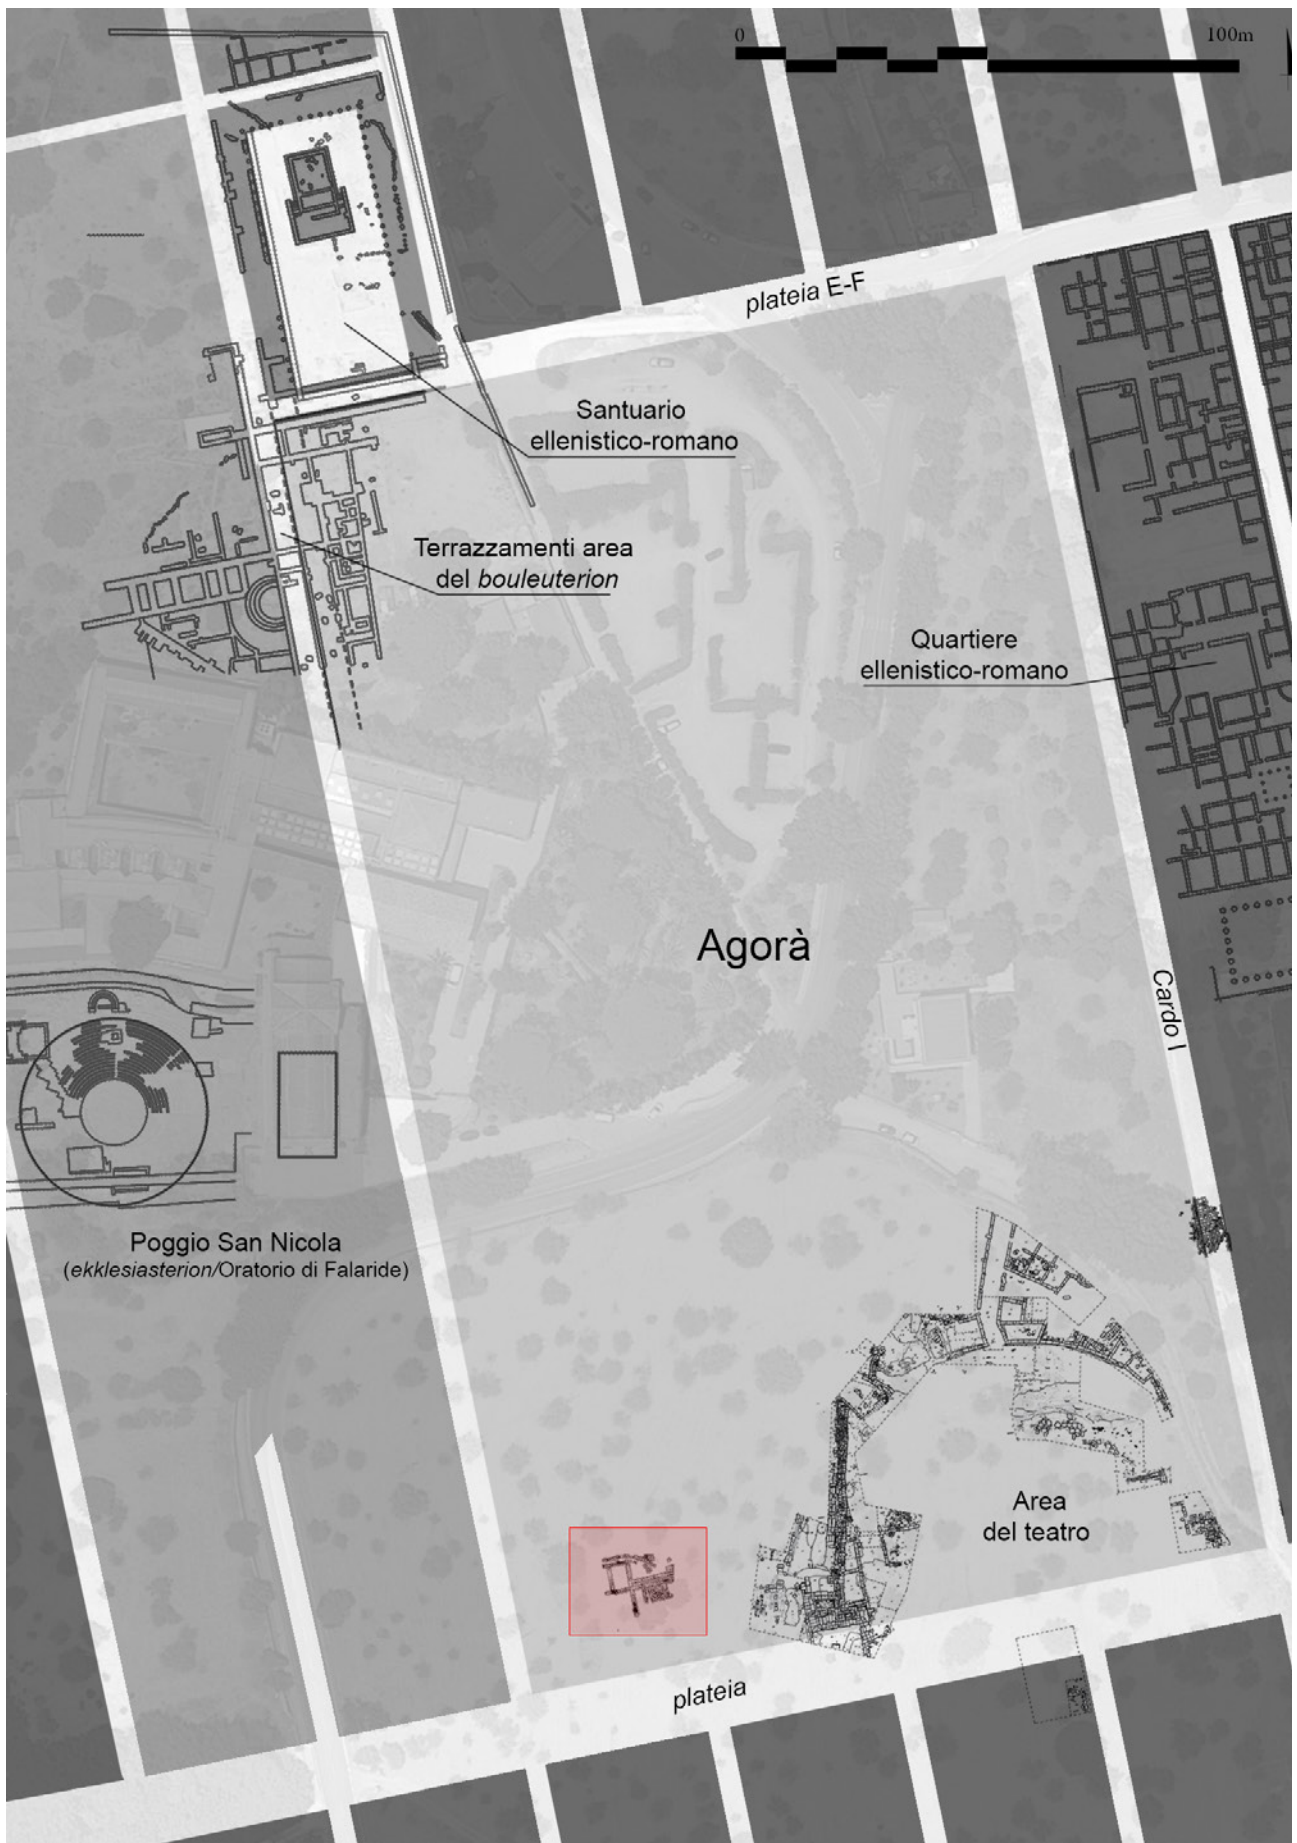 0 100m
plateia E-F
Santuario
ellenistico-romano
Terrazzamenti area
del bouleuterion
Quartiere
ellenistico-romano
Agorà
Cardo I
Poggio San Nicola
(ekklesiasterion/Oratorio di Falaride)
Area
del teatro
plateia